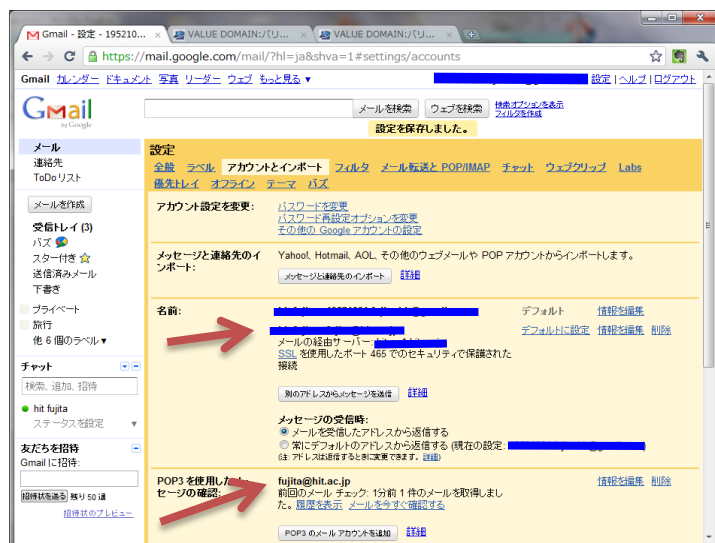 Gmail - 設定 - 195210...
VALUE DOMAIN:バリ...
VALUE DOMAIN:バリ...
https://mail.google.com/mail/?hl=ja&shva=1#settings/accounts
Gmail カレンダー ドキュメント 写真 リーダー ウェブ もっと見る ▼
設定 | ヘルプ | ログアウト
Gmail
by Google
メールを検索 ウェブを検索 検索オプションを表示
フィルタを作成
設定を保存しました。
メール
連絡先
ToDo リスト
メールを作成
受信トレイ (3)
バズ
スター付き
送信済みメール
下書き
プライベート
旅行
他 6 個のラベル ▼
チャット
検索、追加、招待
hit fujita
ステータスを設定 ▼
友だちを招待
Gmail に招待:
招待状を送る 残り 50 通
招待状のプレビュー
設定
全般 ラベル アカウントとインポート フィルタ メール転送と POP/IMAP チャット ウェブクリップ Labs
優先トレイ オフライン テーマ バズ
アカウント設定を変更:
パスワードを変更
パスワード再設定オプションを変更
その他の Google アカウントの設定
メッセージと連絡先のインポート:
Yahoo!, Hotmail, AOL, その他のウェブメールや POP アカウントからインポートします。
メッセージと連絡先のインポート 詳細
名前:
デフォルト 情報を編集
デフォルトに設定 情報を編集 削除
メールの経由サーバー:
SSL を使用したポート 465 でのセキュリティで保護された
接続
別のアドレスからメッセージを送信 詳細
メッセージの受信時:
メールを受信したアドレスから返信する
常にデフォルトのアドレスから返信する (現在の設定:
(注: アドレスは返信するときに変更できます。 詳細)
POP3 を使用した
セージの確認:
fujita@hit.ac.jp 情報を編集 削除
前回のメール チェック: 1分前 1 件のメールを取得しまし
た。 履歴を表示 メールを今すぐ確認する
POP3 のメール アカウントを追加 詳細